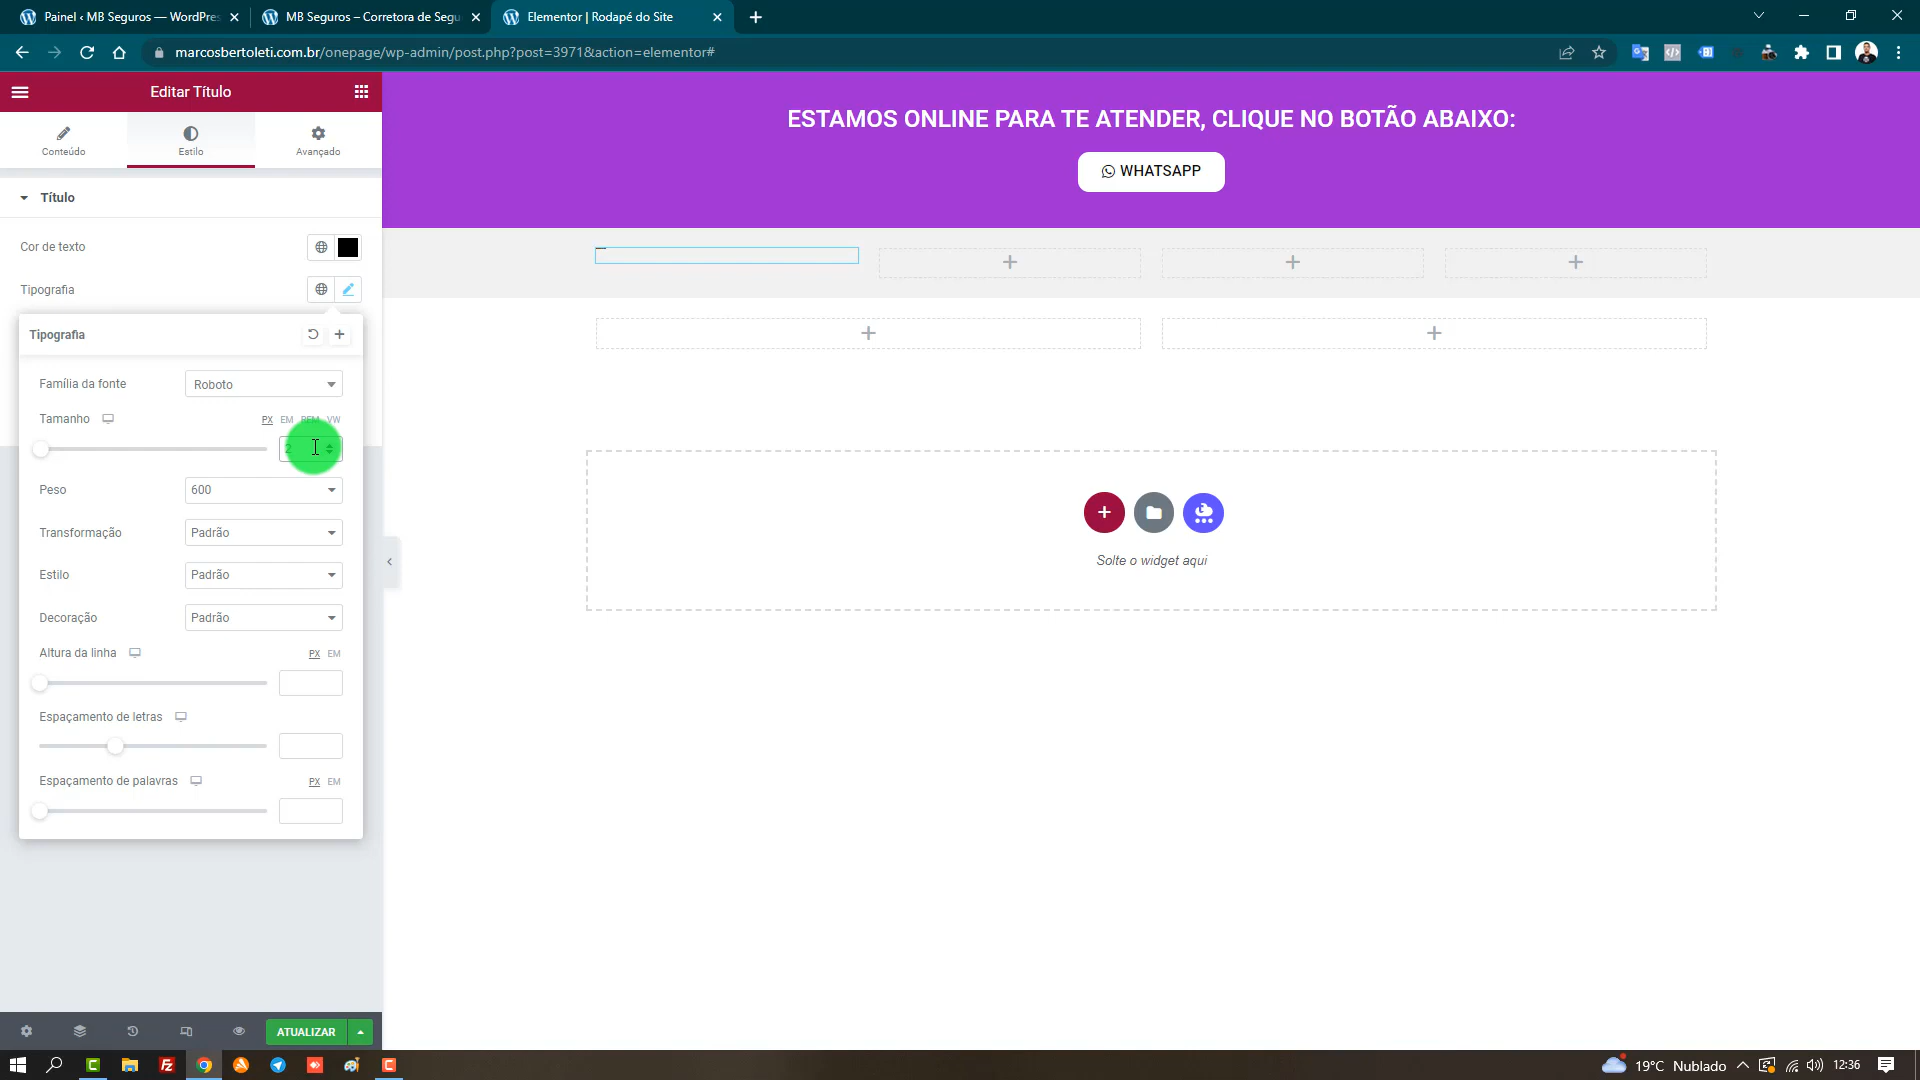 Painel ‹ MB Seguros — WordPres
MB Seguros – Corretora de Segu
Elementor | Rodapé do Site
marcosbertoleti.com.br/onepage/wp-admin/post.php?post=3971&action=elementor#
Editar Título
Conteúdo
Estilo
Avançado
Título
Cor de texto
Tipografia
Tipografia
Família da fonte
Roboto
Tamanho
PX EM REM VW
2
Peso
600
Transformação
Padrão
Estilo
Padrão
Decoração
Padrão
Altura da linha
PX EM
Espaçamento de letras
Espaçamento de palavras
PX EM
ATUALIZAR
ESTAMOS ONLINE PARA TE ATENDER, CLIQUE NO BOTÃO ABAIXO:
WHATSAPP
Solte o widget aqui
19°C Nublado
12:36